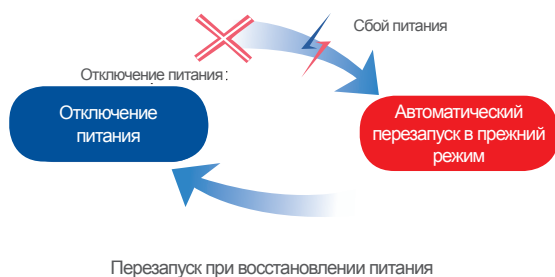 Сбой питания
Отключение питания:
Отключение
питания
Автоматический
перезапуск в прежний
режим
Перезапуск при восстановлении питания